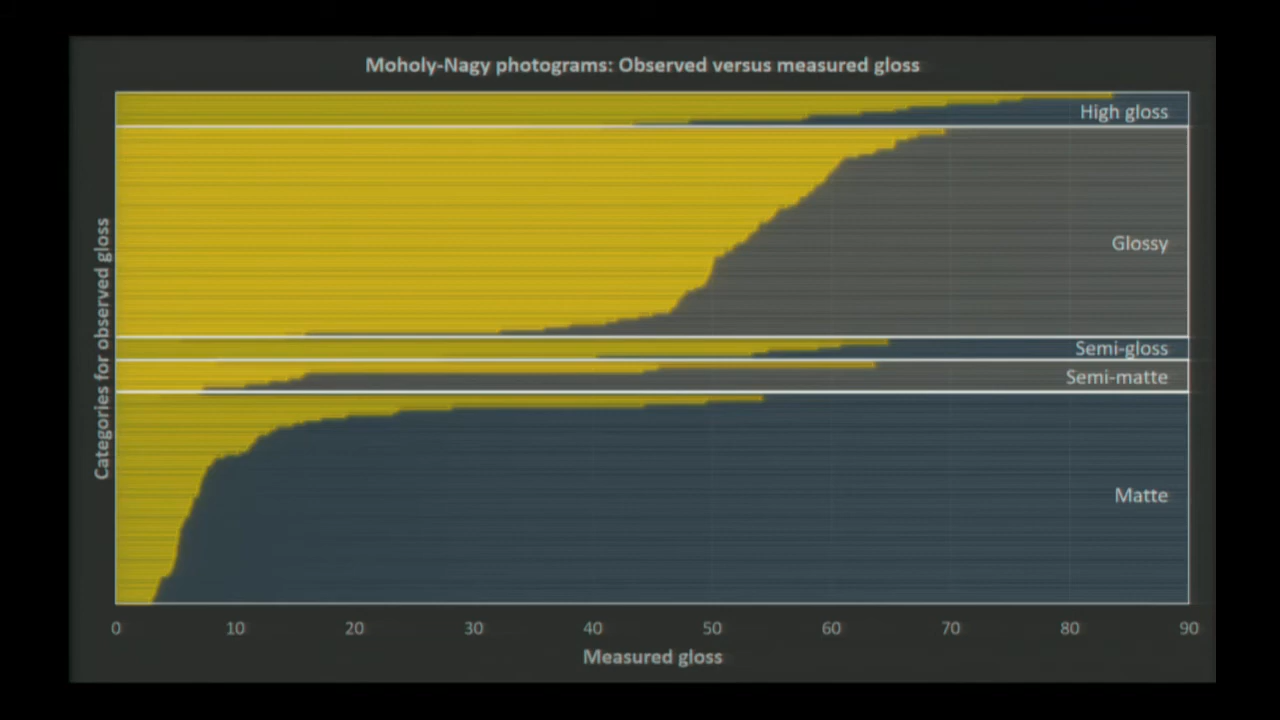 Moholy-Nagy photograms: Observed versus measured gloss
High gloss
Glossy
Semi-gloss
Semi-matte
Matte
Categories for observed gloss
0 10 20 30 40 50 60 70 80 90
Measured gloss